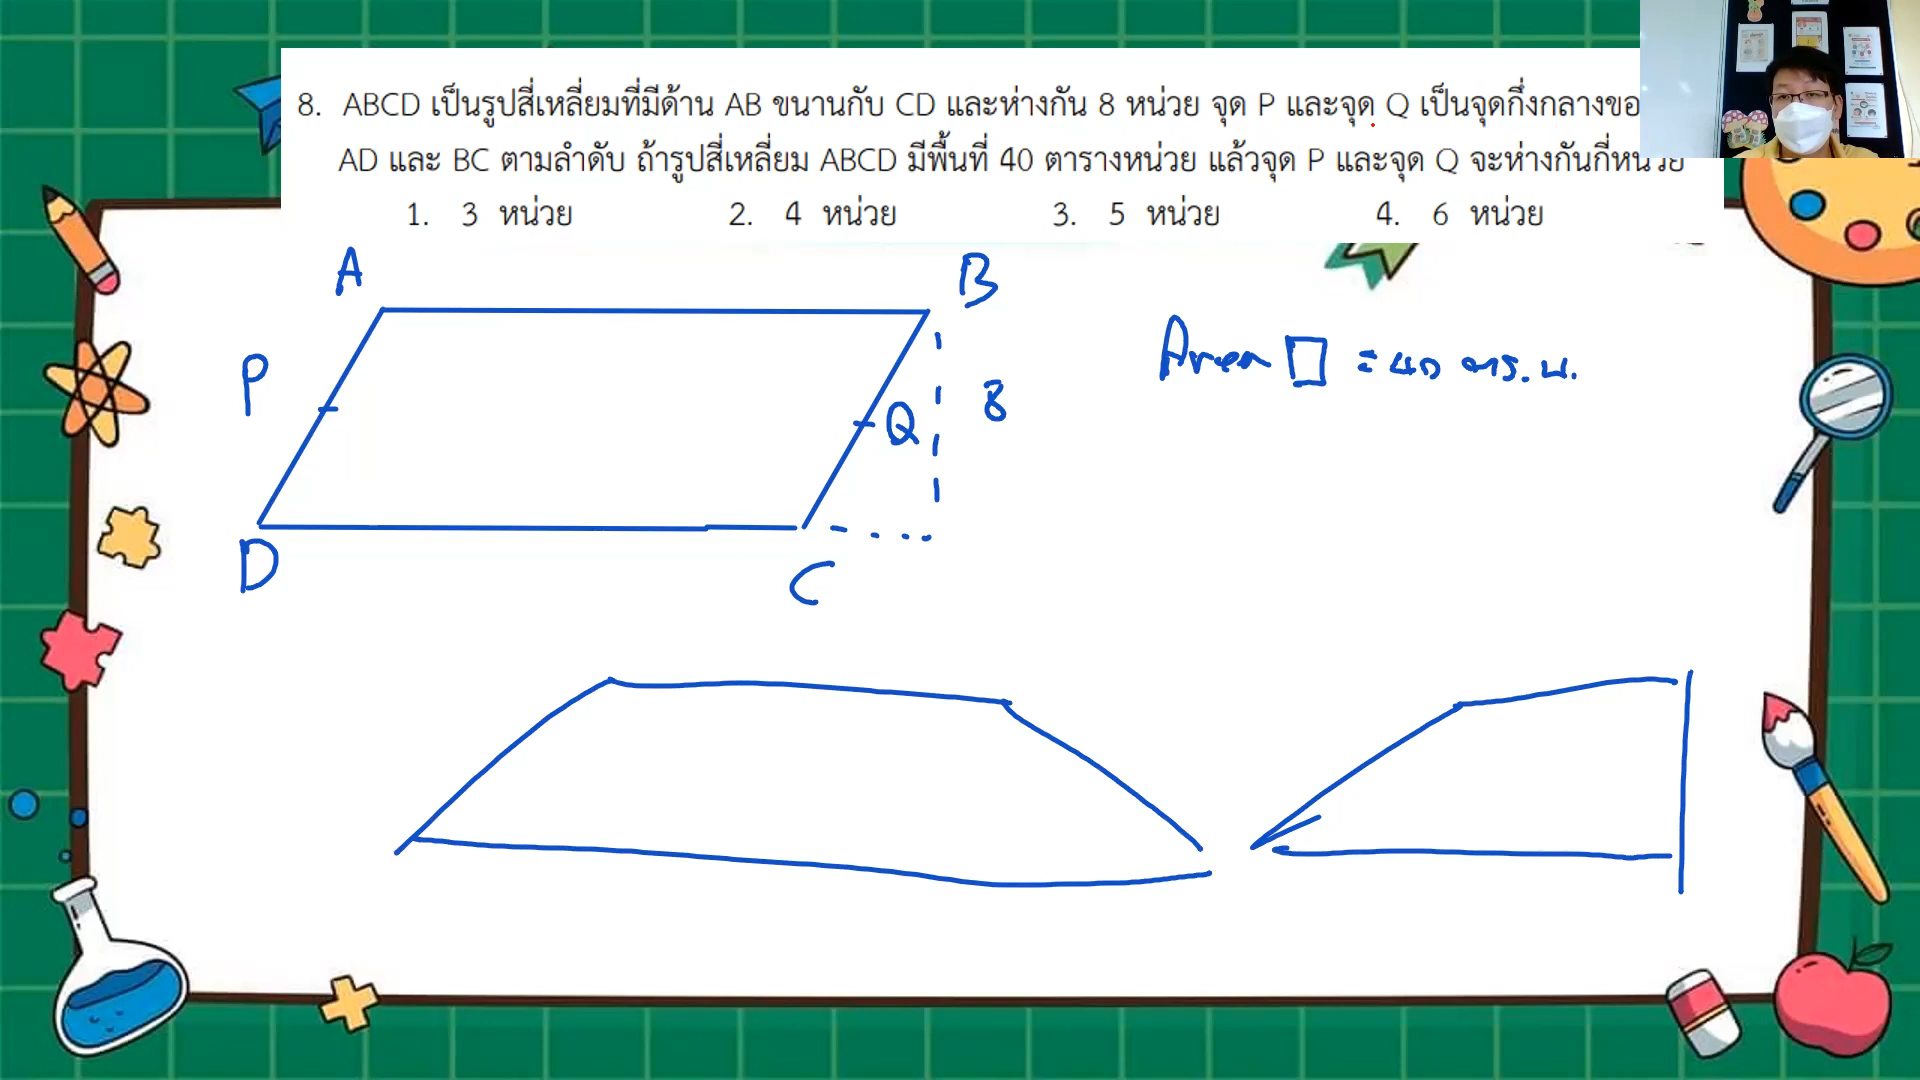 8. ABCD เป็นรูปสี่เหลี่ยมที่มีด้าน AB ขนานกับ CD และห่างกัน 8 หน่วย จุด P และจุด Q เป็นจุดกึ่งกลางขอ
AD และ BC ตามลำดับ ถ้ารูปสี่เหลี่ยม ABCD มีพื้นที่ 40 ตารางหน่วย แล้วจุด P และจุด Q จะห่างกันกี่หน่วย
1. 3 หน่วย 2. 4 หน่วย 3. 5 หน่วย 4. 6 หน่วย
A
B
P
Area □ = 40 ตร.น.
8
Q
D
C